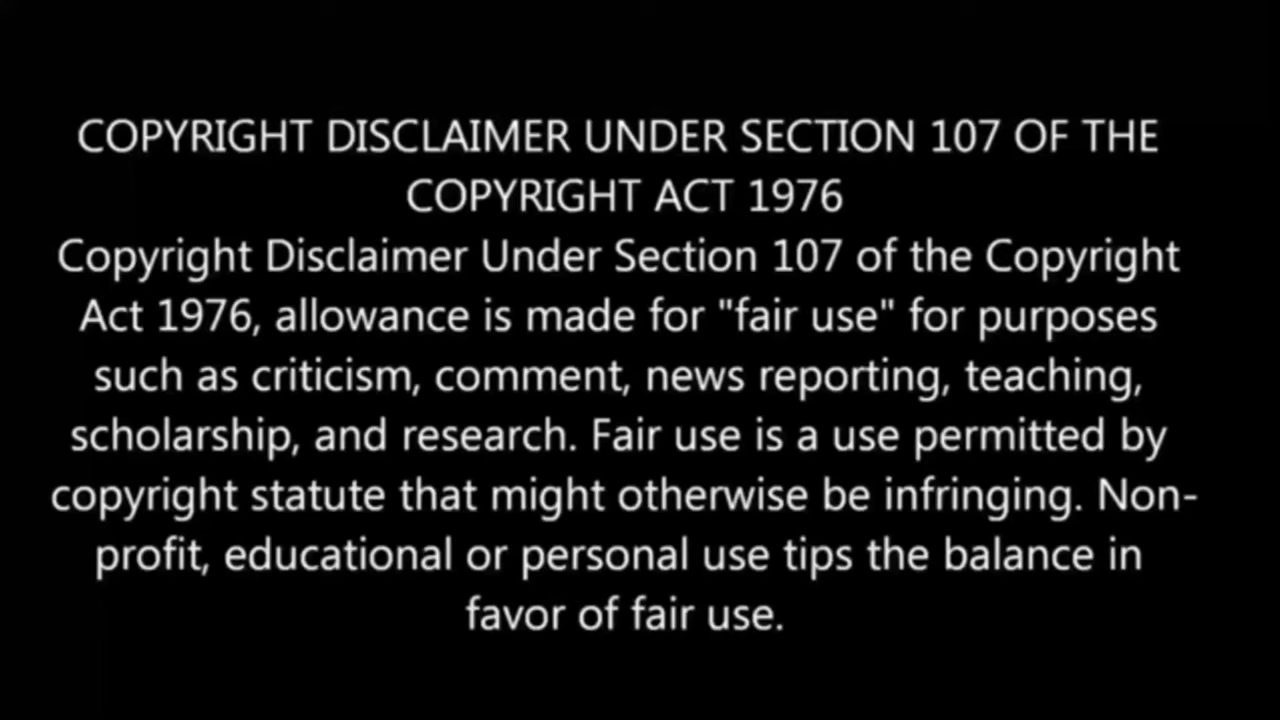 COPYRIGHT DISCLAIMER UNDER SECTION 107 OF THE
COPYRIGHT ACT 1976
Copyright Disclaimer Under Section 107 of the Copyright
Act 1976, allowance is made for "fair use" for purposes
such as criticism, comment, news reporting, teaching,
scholarship, and research. Fair use is a use permitted by
copyright statute that might otherwise be infringing. Non-
profit, educational or personal use tips the balance in
favor of fair use.